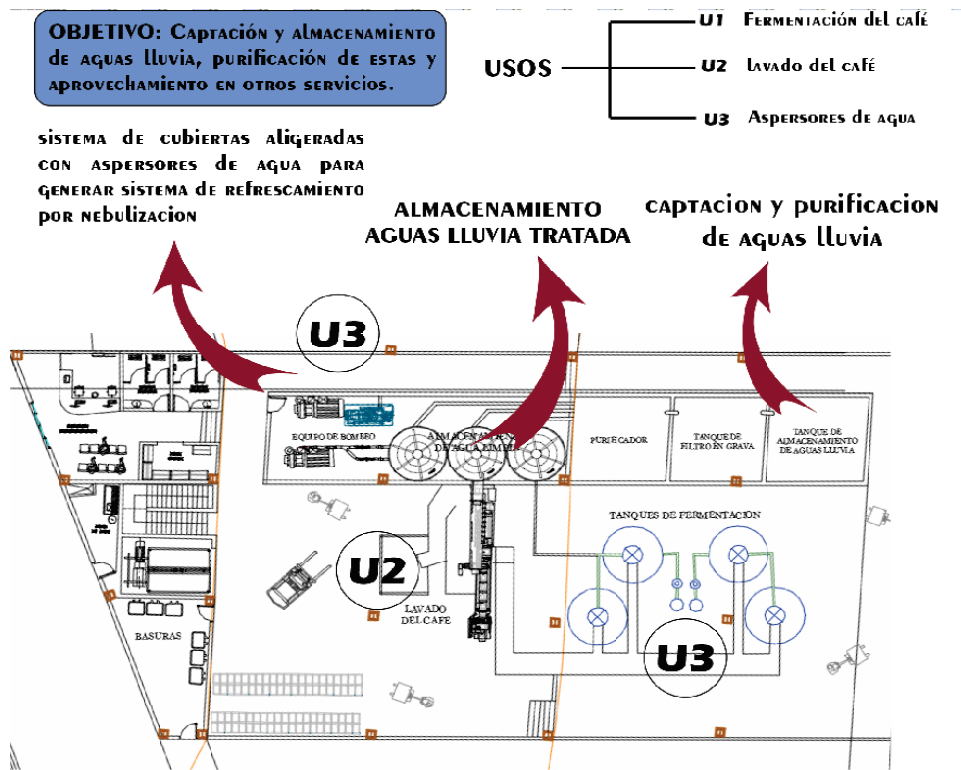 OBJETIVO: Captación y almacenamiento
de aguas lluvia, purificación de estas y
aprovechamiento en otros servicios.
USOS
U1 Fermentación del café
U2 lavado del café
U3 Aspersores de agua
sistema de cubiertas aligeradas
con aspersores de agua para
generar sistema de refrescamiento
por nebulizacion
ALMACENAMIENTO
AGUAS LLUVIA TRATADA
captacion y purificacion
de aguas lluvia
U3
EQUIPO DE BOMBEO
DE AGUA
PURIFICADOR
TANQUE DE
FILTRO EN GRAVA
TANQUE DE
ALMACENAMIENTO
DE AGUAS LLUVIA
TANQUES DE FERMENTACION
U2
LAVADO
DEL CAFE
BASURAS
U3